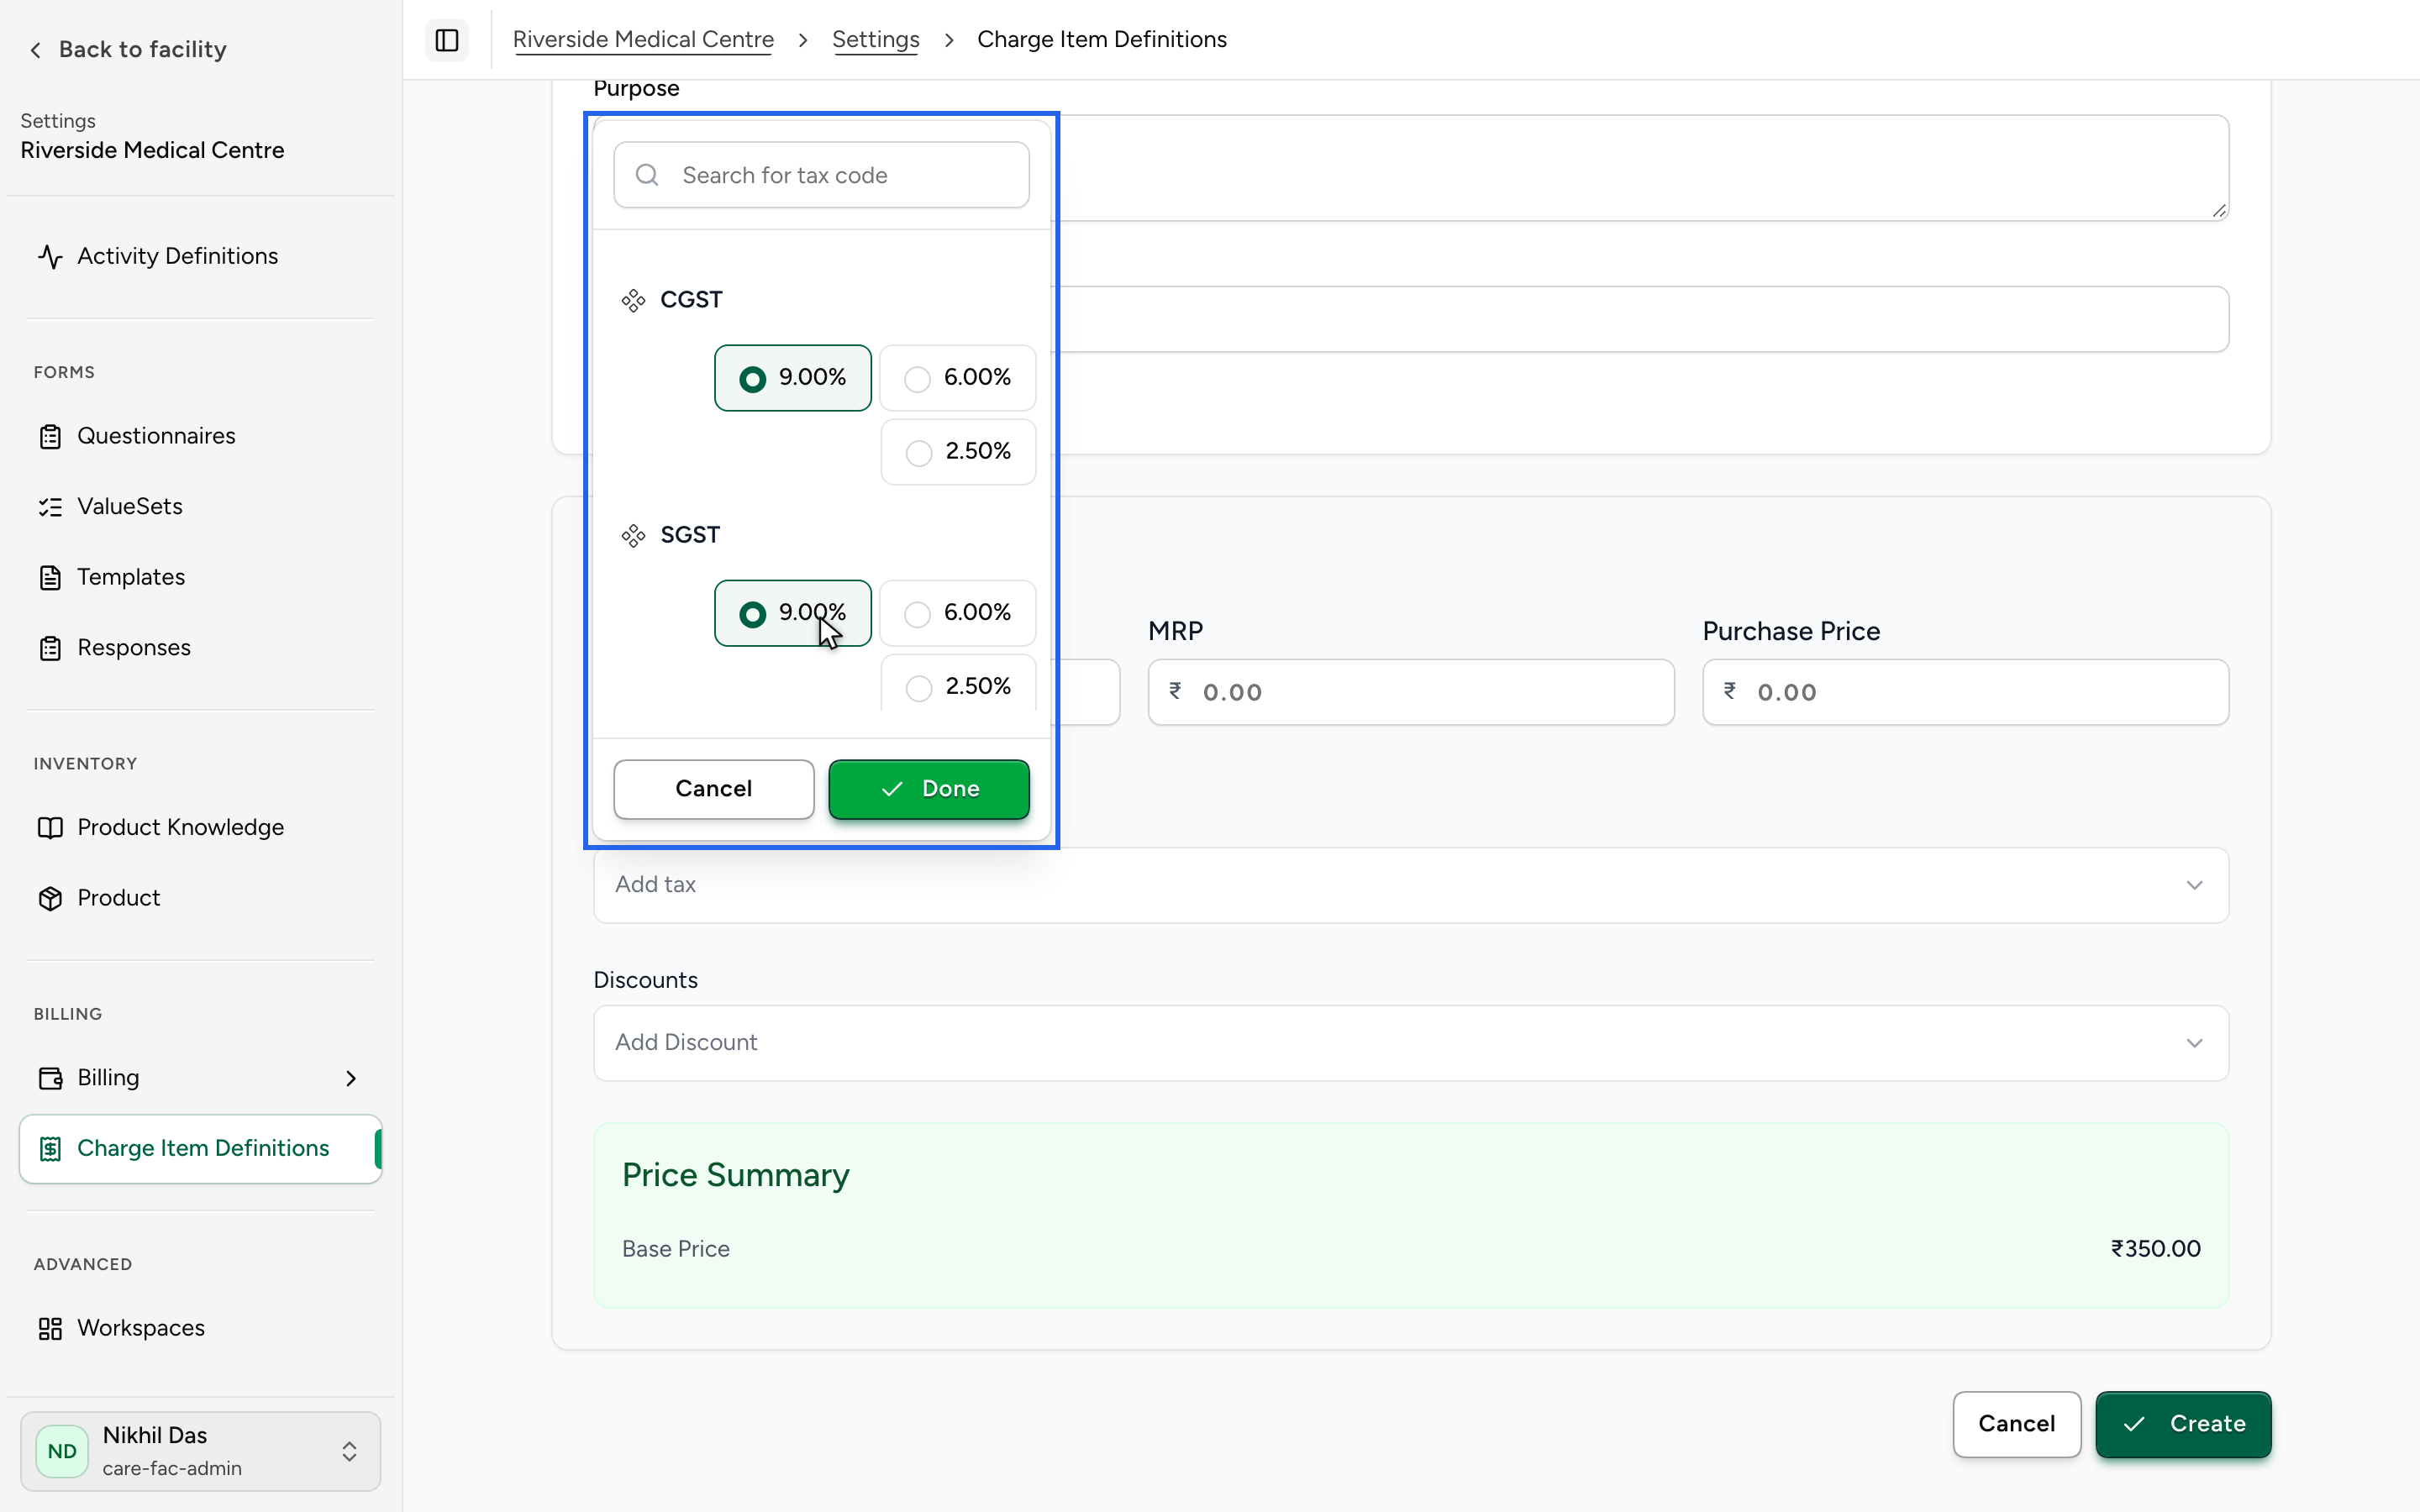 Back to facility
Settings
Riverside Medical Centre
Activity Definitions
FORMS
Questionnaires
ValueSets
Templates
Responses
INVENTORY
Product Knowledge
Product
BILLING
Billing
Charge Item Definitions
ADVANCED
Workspaces
ND
Nikhil Das
care-fac-admin
Riverside Medical Centre > Settings > Charge Item Definitions
Purpose
Search for tax code
CGST
9.00% 6.00%
2.50%
SGST
9.00% 6.00%
2.50%
Cancel Done
MRP Purchase Price
₹ 0.00 ₹ 0.00
Add tax
Discounts
Add Discount
Price Summary
Base Price ₹350.00
Cancel Create